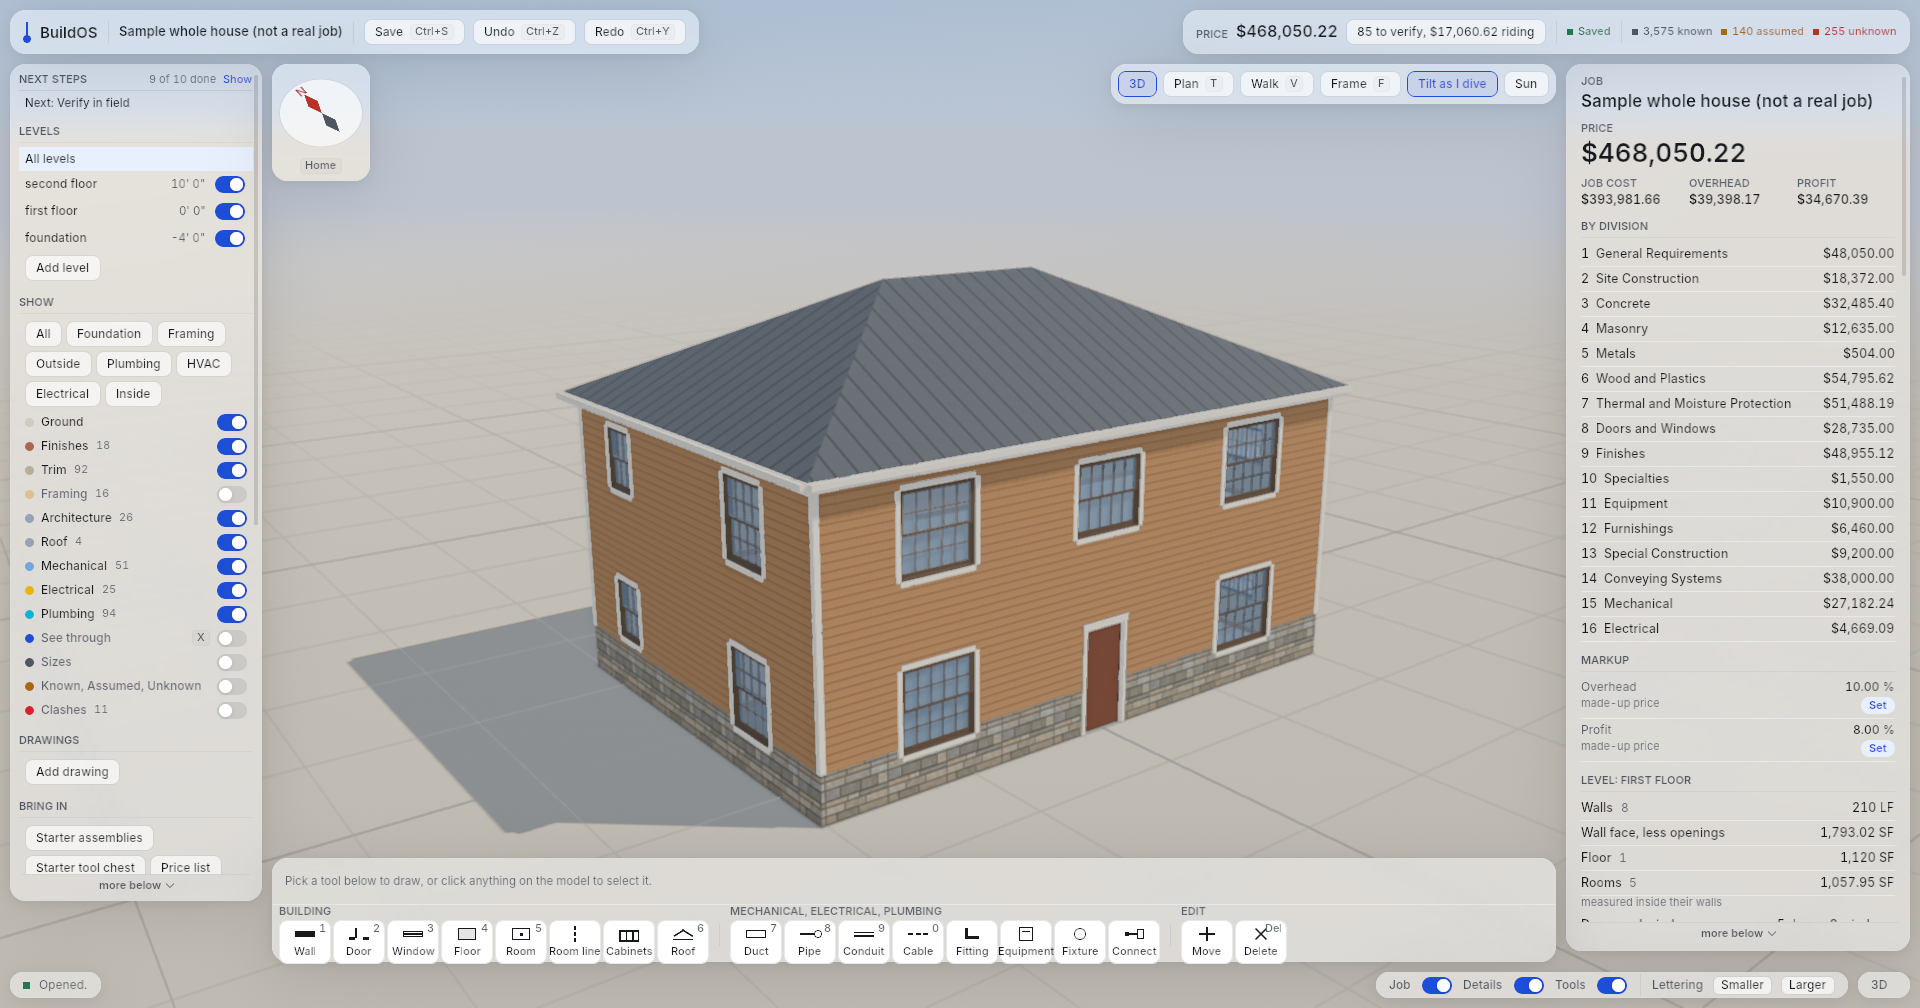 BuildOS
Sample whole house (not a real job)
Save Ctrl+S
Undo Ctrl+Z
Redo Ctrl+Y
PRICE $468,050.22
85 to verify, $17,060.62 riding
Saved
3,575 known
140 assumed
255 unknown
NEXT STEPS 9 of 10 done Show
Next: Verify in field
LEVELS
All levels
second floor 10' 0"
first floor 0' 0"
foundation -4' 0"
Add level
SHOW
All Foundation Framing
Outside Plumbing HVAC
Electrical Inside
Ground
Finishes 18
Trim 92
Framing 16
Architecture 26
Roof 4
Mechanical 51
Electrical 25
Plumbing 94
See through X
Sizes
Known, Assumed, Unknown
Clashes 11
DRAWINGS
Add drawing
BRING IN
Starter assemblies
Starter tool chest Price list
more below
N
Home
3D
Plan T
Walk V
Frame F
Tilt as I dive
Sun
Pick a tool below to draw, or click anything on the model to select it.
BUILDING
Wall 1
Door 2
Window 3
Floor 4
Room 5
Room line
Cabinets
Roof 6
MECHANICAL, ELECTRICAL, PLUMBING
Duct 7
Pipe 8
Conduit 9
Cable 0
Fitting
Equipment
Fixture
Connect
EDIT
Move
Delete Del
JOB
Sample whole house (not a real job)
PRICE
$468,050.22
JOB COST OVERHEAD PROFIT
$393,981.66 $39,398.17 $34,670.39
BY DIVISION
1 General Requirements $48,050.00
2 Site Construction $18,372.00
3 Concrete $32,485.40
4 Masonry $12,635.00
5 Metals $504.00
6 Wood and Plastics $54,795.62
7 Thermal and Moisture Protection $51,488.19
8 Doors and Windows $28,735.00
9 Finishes $48,955.12
10 Specialties $1,550.00
11 Equipment $10,900.00
12 Furnishings $6,460.00
13 Special Construction $9,200.00
14 Conveying Systems $38,000.00
15 Mechanical $27,182.24
16 Electrical $4,669.09
MARKUP
Overhead 10.00 %
made-up price Set
Profit 8.00 %
made-up price Set
LEVEL: FIRST FLOOR
Walls 8 210 LF
Wall face, less openings 1,793.02 SF
Floor 1 1,120 SF
Rooms 5 1,057.95 SF
measured inside their walls
more below
Opened.
Job
Details
Tools
Lettering
Smaller
Larger
3D